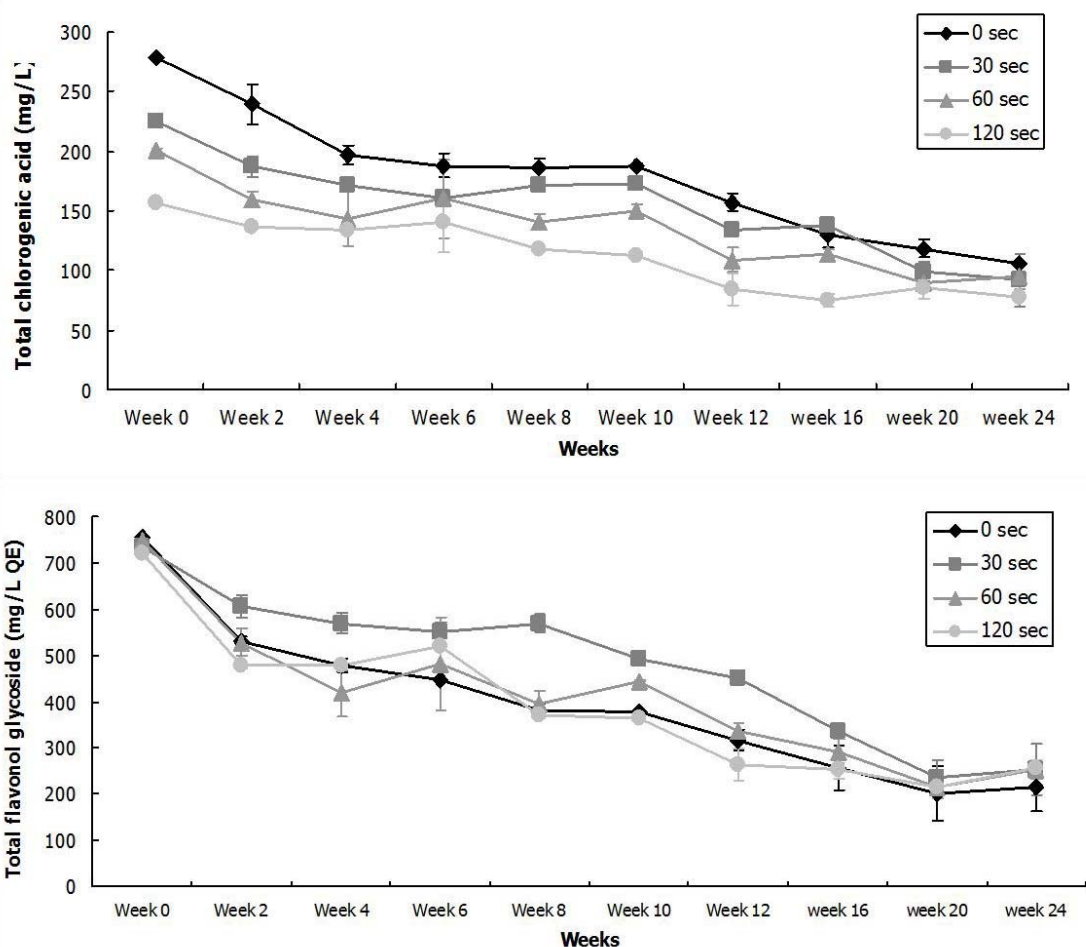 Total chlorogenic acid (mg/L)
300
250
200
150
100
50
0
0 sec
30 sec
60 sec
120 sec
Week 0 Week 2 Week 4 Week 6 Week 8 Week 10 Week 12 week 16 week 20 week 24
Weeks
Total flavonol glycoside (mg/L QE)
800
700
600
500
400
300
200
100
0
0 sec
30 sec
60 sec
120 sec
Week 0 Week 2 Week 4 Week 6 Week 8 Week 10 Week 12 week 16 week 20 week 24
Weeks